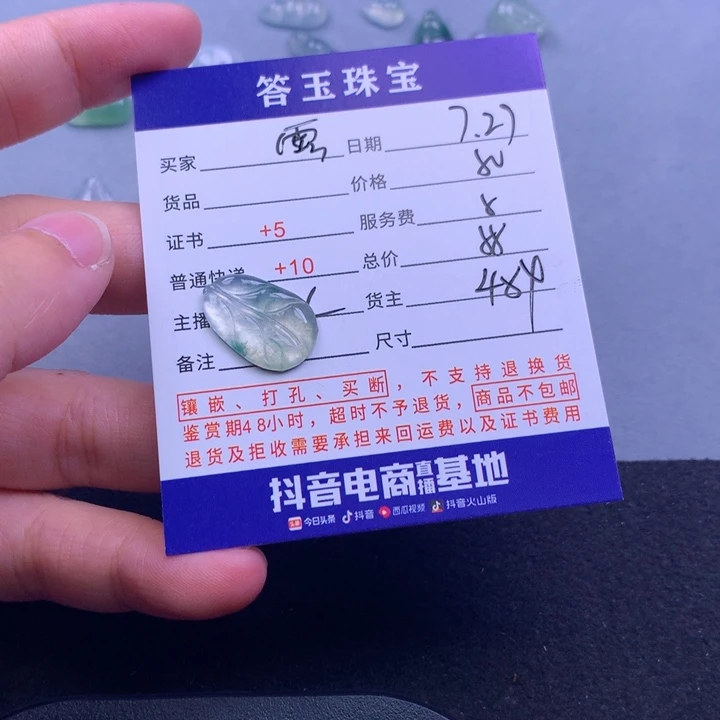 答玉珠宝
买家 日期 7.27
货品 价格 80
证书 +5 服务费 8
普通快递 +10 总价 88
主播 货主 484
备注 尺寸
镶嵌、打孔、买断，不支持退换货
鉴赏期48小时，超时不予退货，商品不包邮
退货及拒收需要承担来回运费以及证书费用
抖音电商直播基地
今日头条 抖音 西瓜视频 抖音火山版